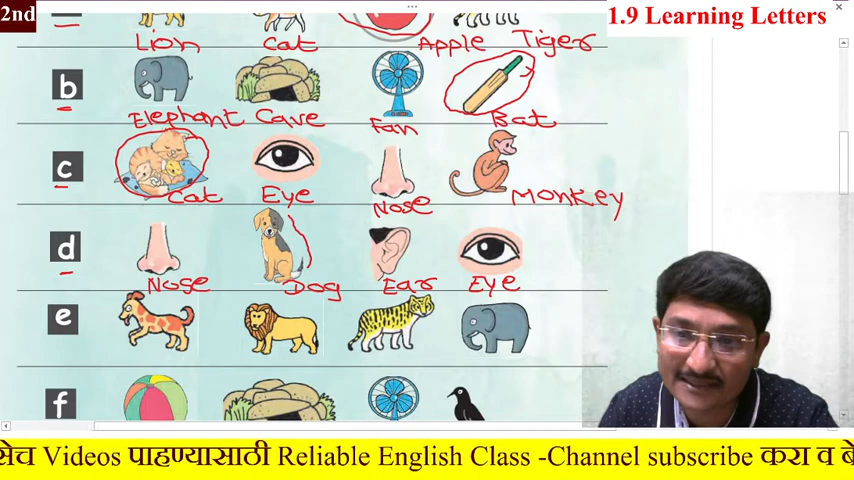 2nd
1.9 Learning Letters
Lion Cat Apple Tiger
b
Elephant Cave Fan Bat
c
Cat Eye Nose Monkey
d
Nose Dog Ear Eye
e
f
सेच Videos पाहण्यासाठी Reliable English Class -Channel subscribe करा व बे